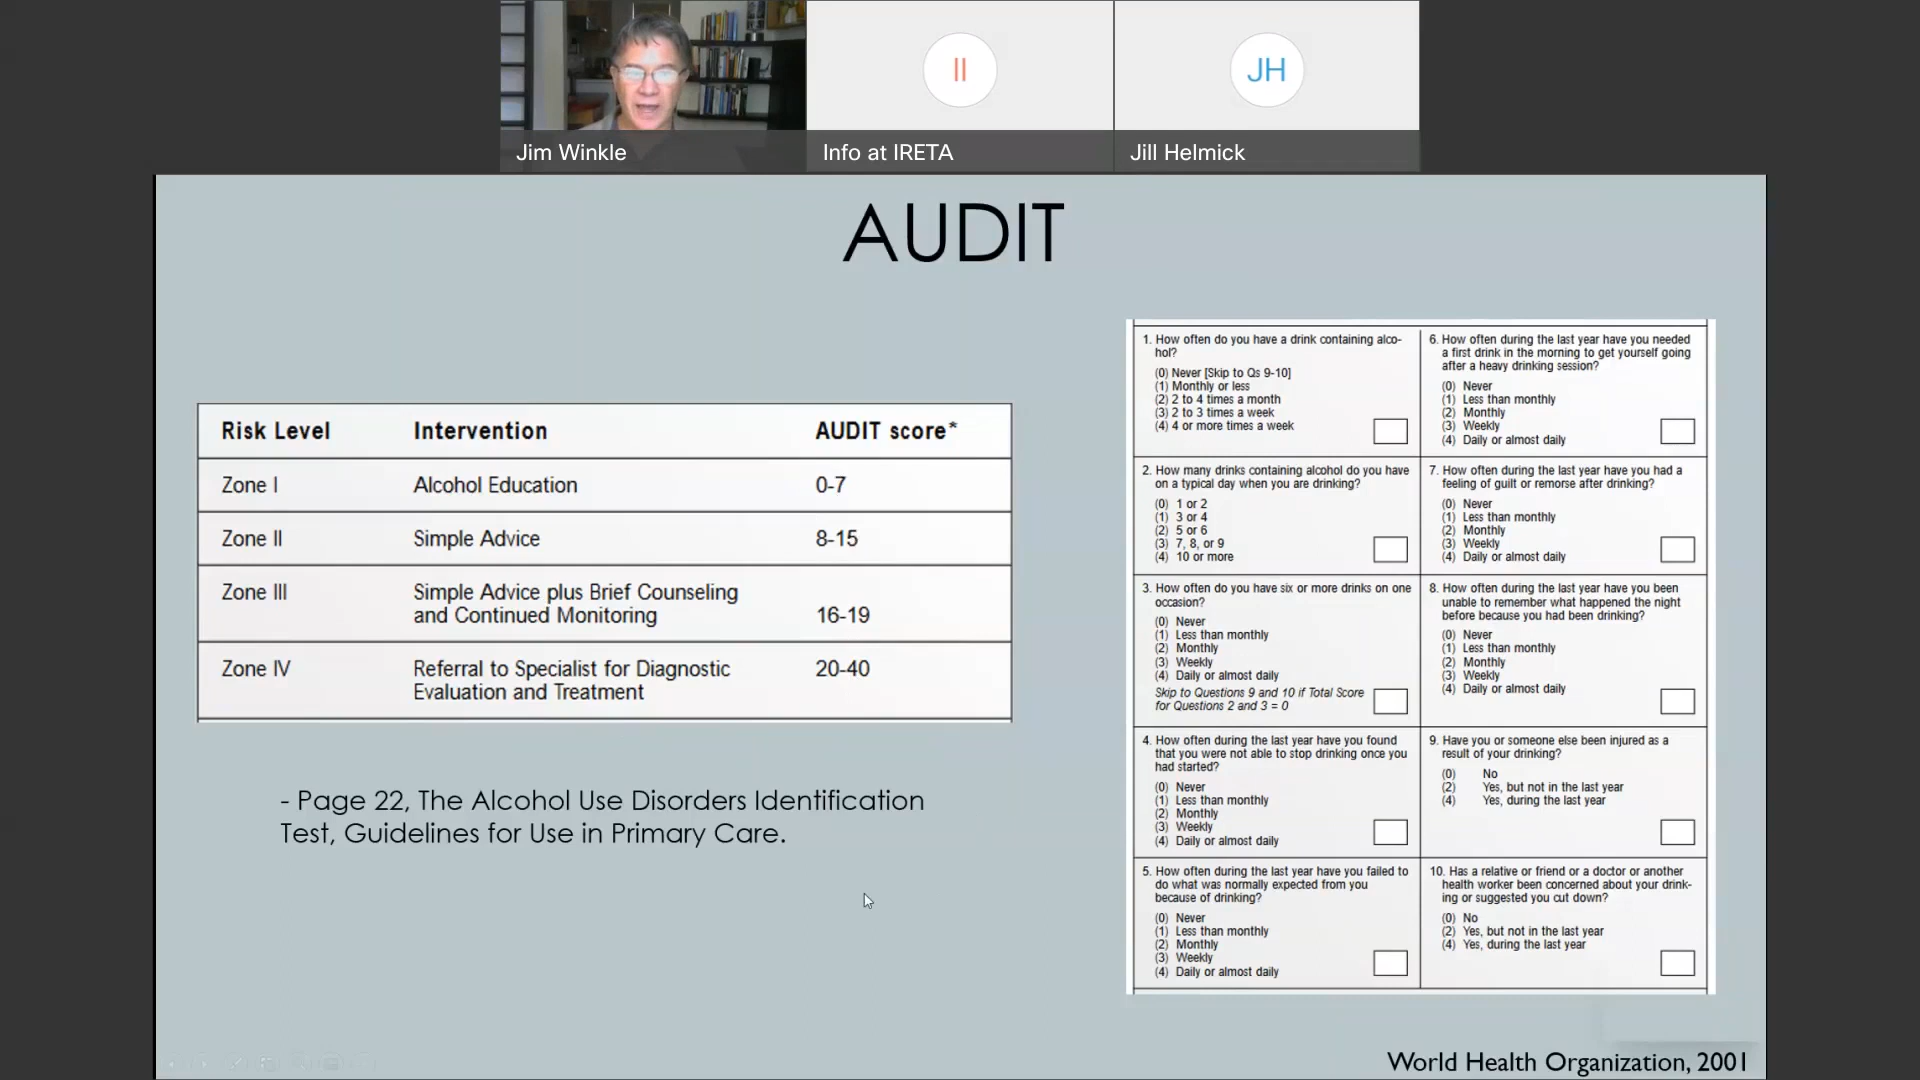 II
JH
Jim Winkle
Info at IRETA
Jill Helmick
AUDIT
Risk Level Intervention AUDIT score*
Zone I Alcohol Education 0-7
Zone II Simple Advice 8-15
Zone III Simple Advice plus Brief Counseling
and Continued Monitoring 16-19
Zone IV Referral to Specialist for Diagnostic 20-40
Evaluation and Treatment
- Page 22, The Alcohol Use Disorders Identification
Test, Guidelines for Use in Primary Care.
1. How often do you have a drink containing alco-
hol?
(0) Never [Skip to Qs 9-10]
(1) Monthly or less
(2) 2 to 4 times a month
(3) 2 to 3 times a week
(4) 4 or more times a week
2. How many drinks containing alcohol do you have
on a typical day when you are drinking?
(0) 1 or 2
(1) 3 or 4
(2) 5 or 6
(3) 7, 8, or 9
(4) 10 or more
3. How often do you have six or more drinks on one
occasion?
(0) Never
(1) Less than monthly
(2) Monthly
(3) Weekly
(4) Daily or almost daily
Skip to Questions 9 and 10 if Total Score
for Questions 2 and 3 = 0
4. How often during the last year have you found
that you were not able to stop drinking once you
had started?
(0) Never
(1) Less than monthly
(2) Monthly
(3) Weekly
(4) Daily or almost daily
5. How often during the last year have you failed to
do what was normally expected from you
because of drinking?
(0) Never
(1) Less than monthly
(2) Monthly
(3) Weekly
(4) Daily or almost daily
6. How often during the last year have you needed
a first drink in the morning to get yourself going
after a heavy drinking session?
(0) Never
(1) Less than monthly
(2) Monthly
(3) Weekly
(4) Daily or almost daily
7. How often during the last year have you had a
feeling of guilt or remorse after drinking?
(0) Never
(1) Less than monthly
(2) Monthly
(3) Weekly
(4) Daily or almost daily
8. How often during the last year have you been
unable to remember what happened the night
before because you had been drinking?
(0) Never
(1) Less than monthly
(2) Monthly
(3) Weekly
(4) Daily or almost daily
9. Have you or someone else been injured as a
result of your drinking?
(0) No
(2) Yes, but not in the last year
(4) Yes, during the last year
10. Has a relative or friend or a doctor or another
health worker been concerned about your drink-
ing or suggested you cut down?
(0) No
(2) Yes, but not in the last year
(4) Yes, during the last year
World Health Organization, 2001